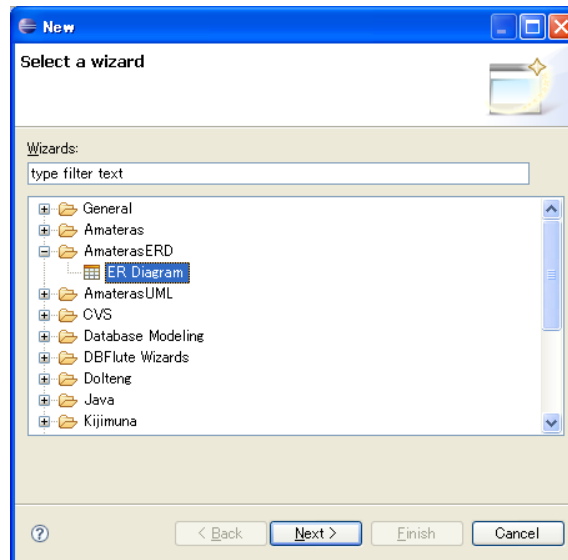 New
Select a wizard
Wizards:
type filter text
General
Amateras
AmaterasERD
ER Diagram
AmaterasUML
CVS
Database Modeling
DBFlute Wizards
Dolteng
Java
Kijimuna
?
< Back Next > Finish Cancel